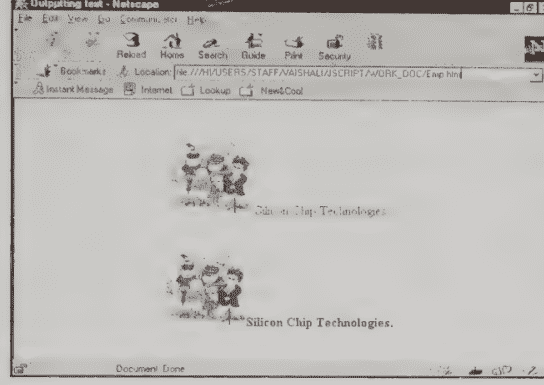 Outputting text - Netscape
File Edit View Go Communicator Help
Reload Home Search Guide Print Security
Bookmarks Location: file:///H|/USERS/STAFF/VAISHALI/JSCRIPT/WORK_DOC/Emp.html
Instant Message Internet Lookup New&Cool
Silicon Chip Technologies.
Silicon Chip Technologies.
Document: Done